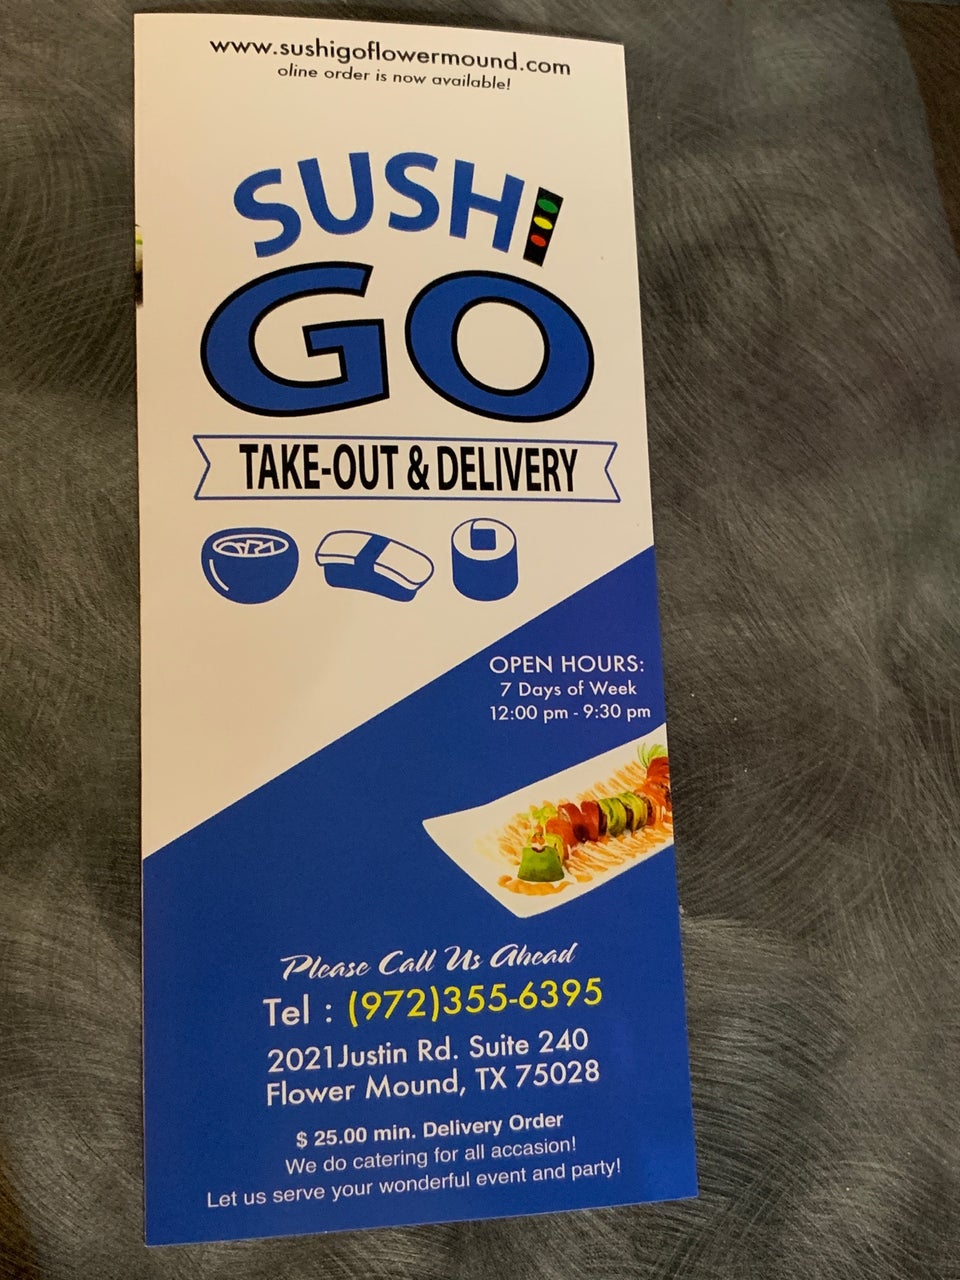 www.sushigoflowermound.com
oline order is now available!
SUSHI
GO
TAKE-OUT & DELIVERY
OPEN HOURS:
7 Days of Week
12:00 pm - 9:30 pm
Please Call Us Ahead
Tel : (972)355-6395
2021Justin Rd. Suite 240
Flower Mound, TX 75028
$ 25.00 min. Delivery Order
We do catering for all accasion!
Let us serve your wonderful event and party!